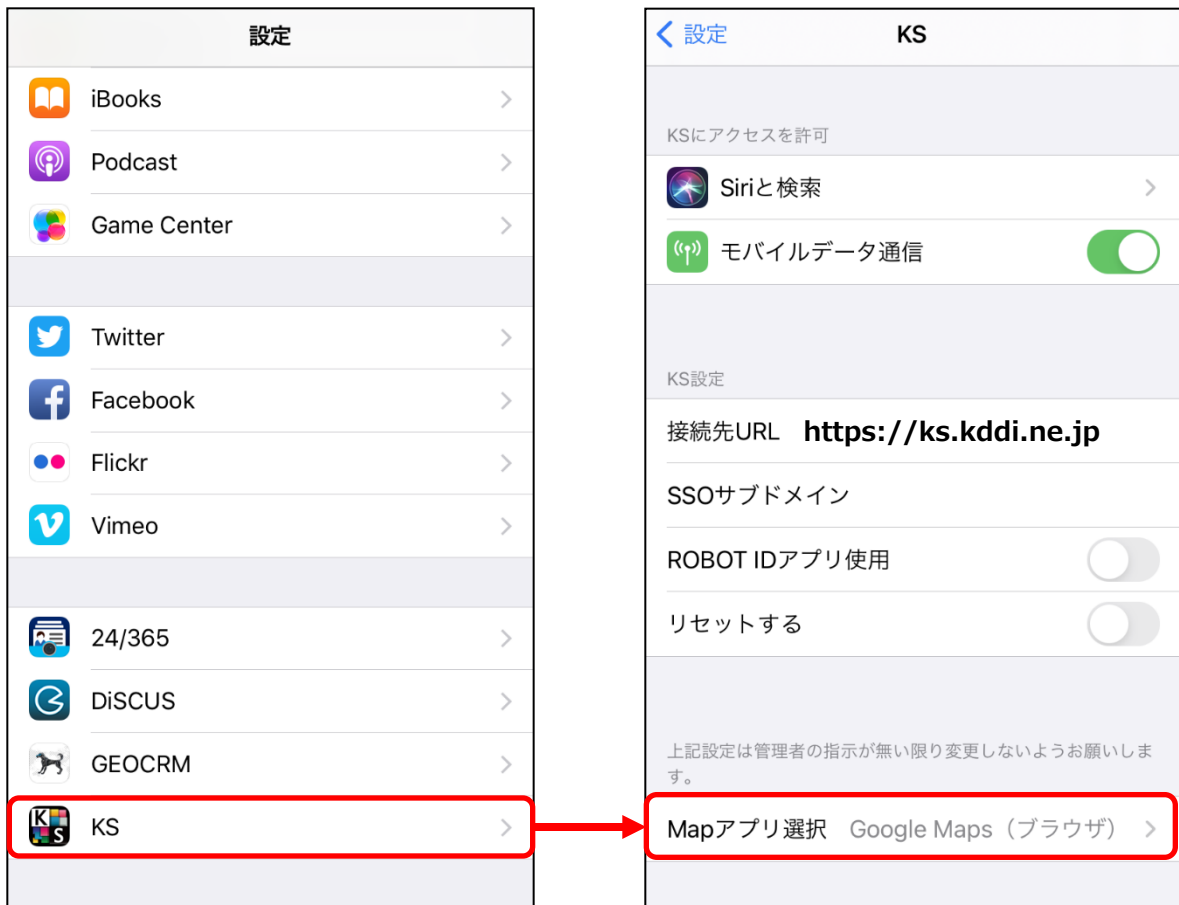 設定
iBooks
Podcast
Game Center
Twitter
Facebook
Flickr
Vimeo
24/365
DiSCUS
GEOCRM
KS
KS
設定
KS
KSにアクセスを許可
Siriと検索
モバイルデータ通信
KS設定
接続先URL https://ks.kddi.ne.jp
SSOサブドメイン
ROBOT IDアプリ使用
リセットする
上記設定は管理者の指示が無い限り変更しないようお願いしま
す。
Mapアプリ選択 Google Maps（ブラウザ）